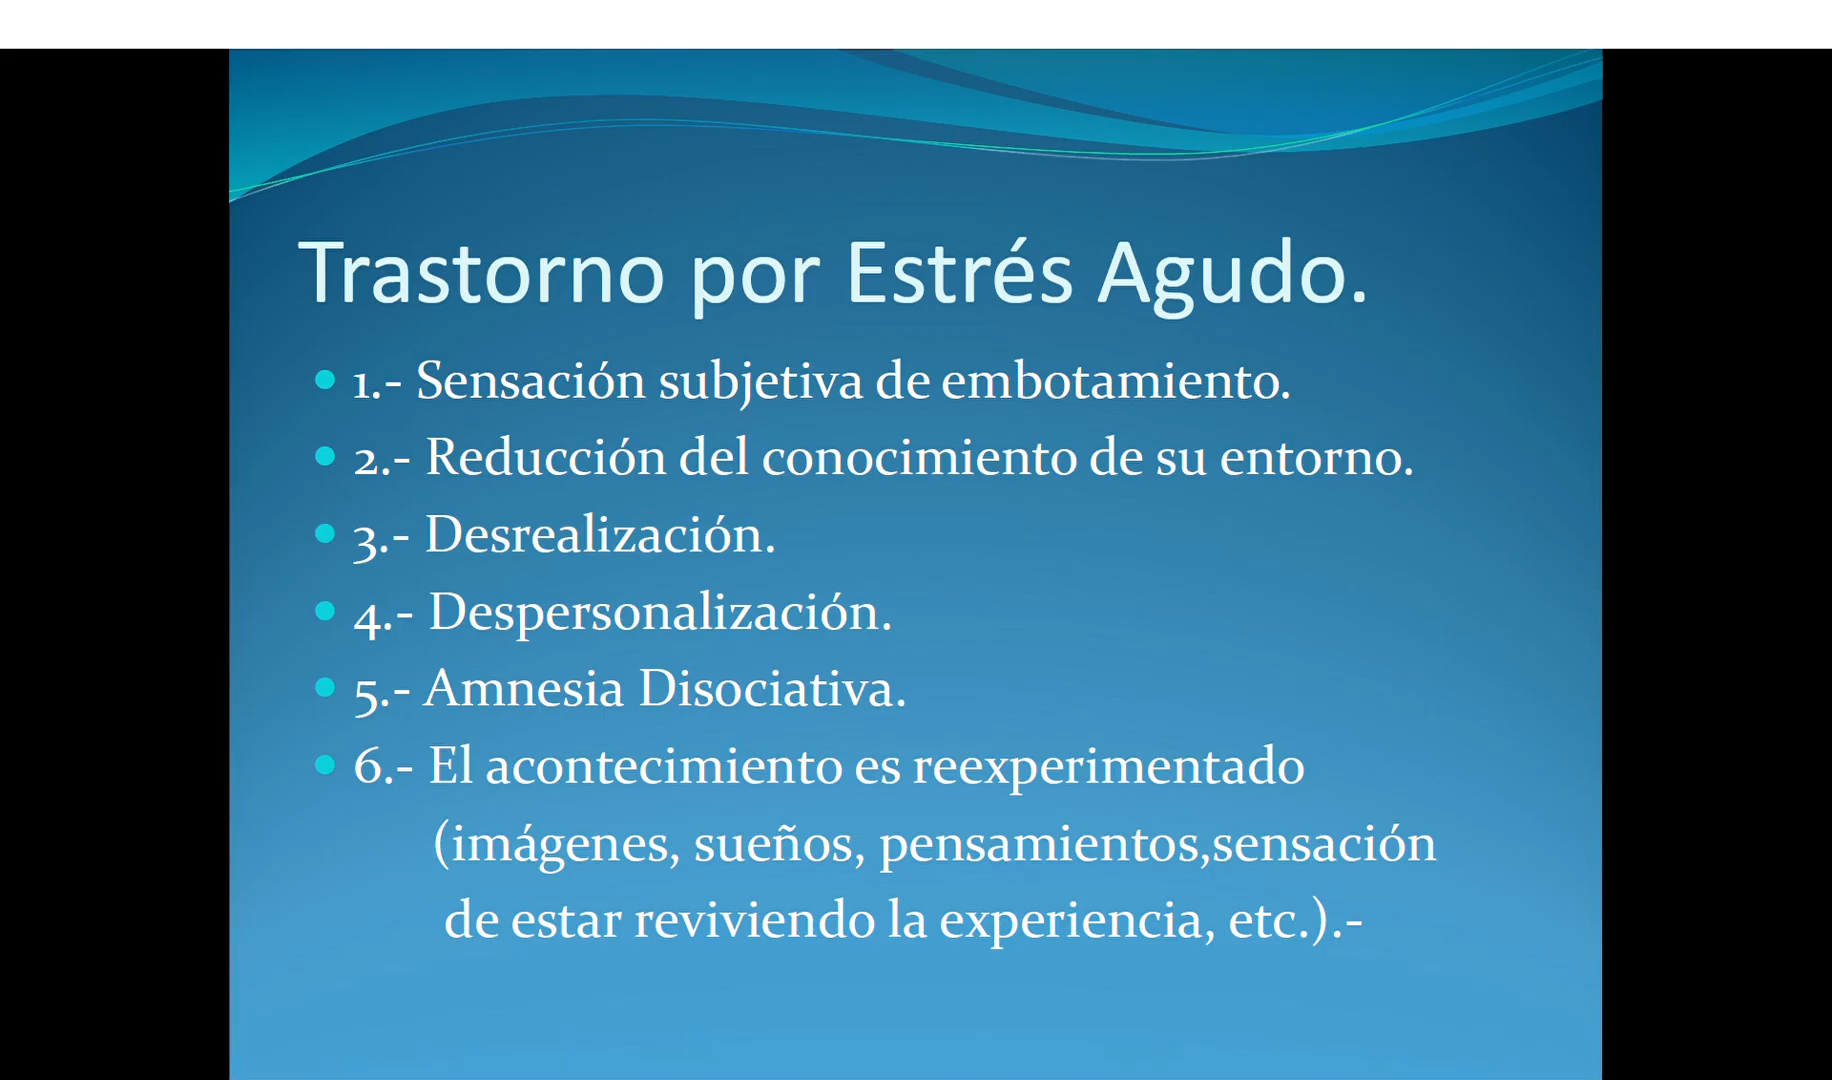 Trastorno por Estrés Agudo.
1.- Sensación subjetiva de embotamiento.
2.- Reducción del conocimiento de su entorno.
3.- Desrealización.
4.- Despersonalización.
5.- Amnesia Disociativa.
6.- El acontecimiento es reexperimentado
(imágenes, sueños, pensamientos,sensación
de estar reviviendo la experiencia, etc.).-